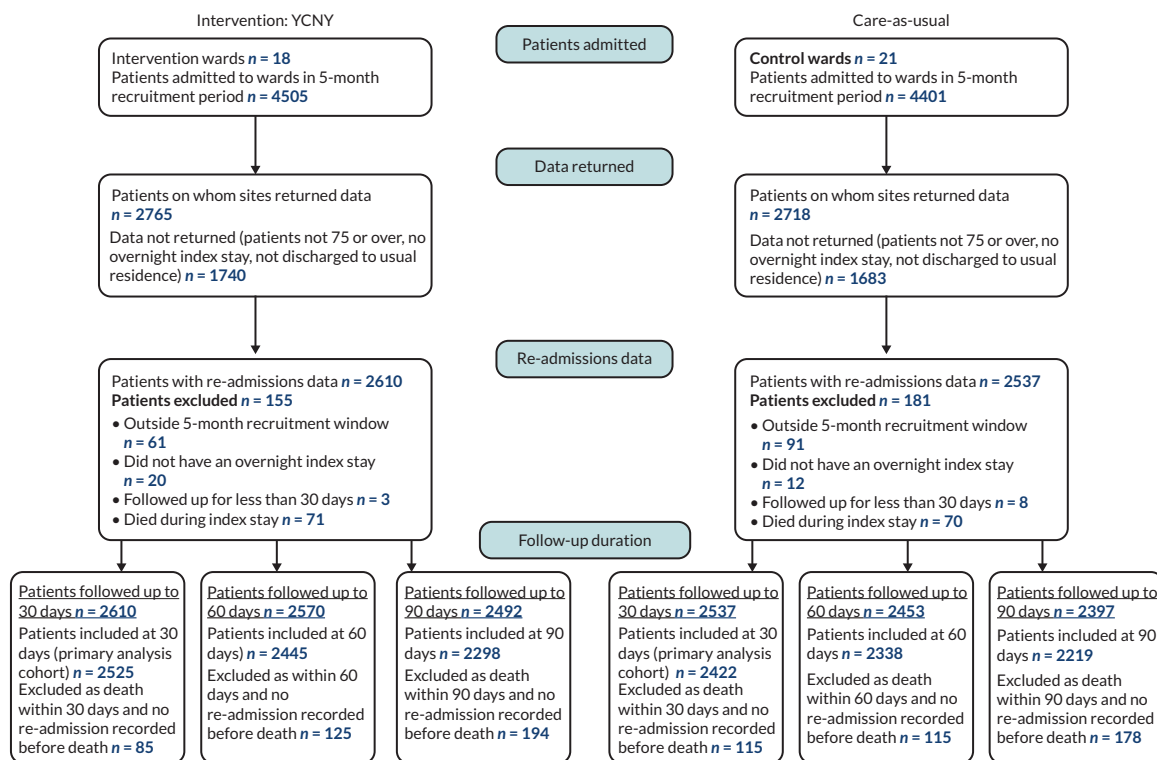 Intervention: YCNY
Care-as-usual
Patients admitted
Intervention wards n = 18
Patients admitted to wards in 5-month
recruitment period n = 4505
Control wards n = 21
Patients admitted to wards in 5-month
recruitment period n = 4401
Data returned
Patients on whom sites returned data
n = 2765
Data not returned (patients not 75 or over, no
overnight index stay, not discharged to usual
residence) n = 1740
Patients on whom sites returned data
n = 2718
Data not returned (patients not 75 or over, no
overnight index stay, not discharged to usual
residence) n = 1683
Re-admissions data
Patients with re-admissions data n = 2610
Patients excluded n = 155
• Outside 5-month recruitment window
n = 61
• Did not have an overnight index stay
n = 20
• Followed up for less than 30 days n = 3
• Died during index stay n = 71
Patients with re-admissions data n = 2537
Patients excluded n = 181
• Outside 5-month recruitment window
n = 91
• Did not have an overnight index stay
n = 12
• Followed up for less than 30 days n = 8
• Died during index stay n = 70
Follow-up duration
Patients followed up to
30 days n = 2610
Patients included at 30
days (primary analysis
cohort) n = 2525
Excluded as death
within 30 days and no
re-admission recorded
before death n = 85
Patients followed up to
60 days n = 2570
Patients included at 60
days) n = 2445
Excluded as within 60
days and no
re-admission recorded
before death n = 125
Patients followed up to
90 days n = 2492
Patients included at 90
days n = 2298
Excluded as death
within 90 days and no
re-admission recorded
before death n = 194
Patients followed up to
30 days n = 2537
Patients included at 30
days (primary analysis
cohort) n = 2422
Excluded as death
within 30 days and no
re-admission recorded
before death n = 115
Patients followed up to
60 days n = 2453
Patients included at 60
days n = 2338
Excluded as death
within 60 days and no
re-admission recorded
before death n = 115
Patients followed up to
90 days n = 2397
Patients included at 90
days n = 2219
Excluded as death
within 90 days and no
re-admission recorded
before death n = 178